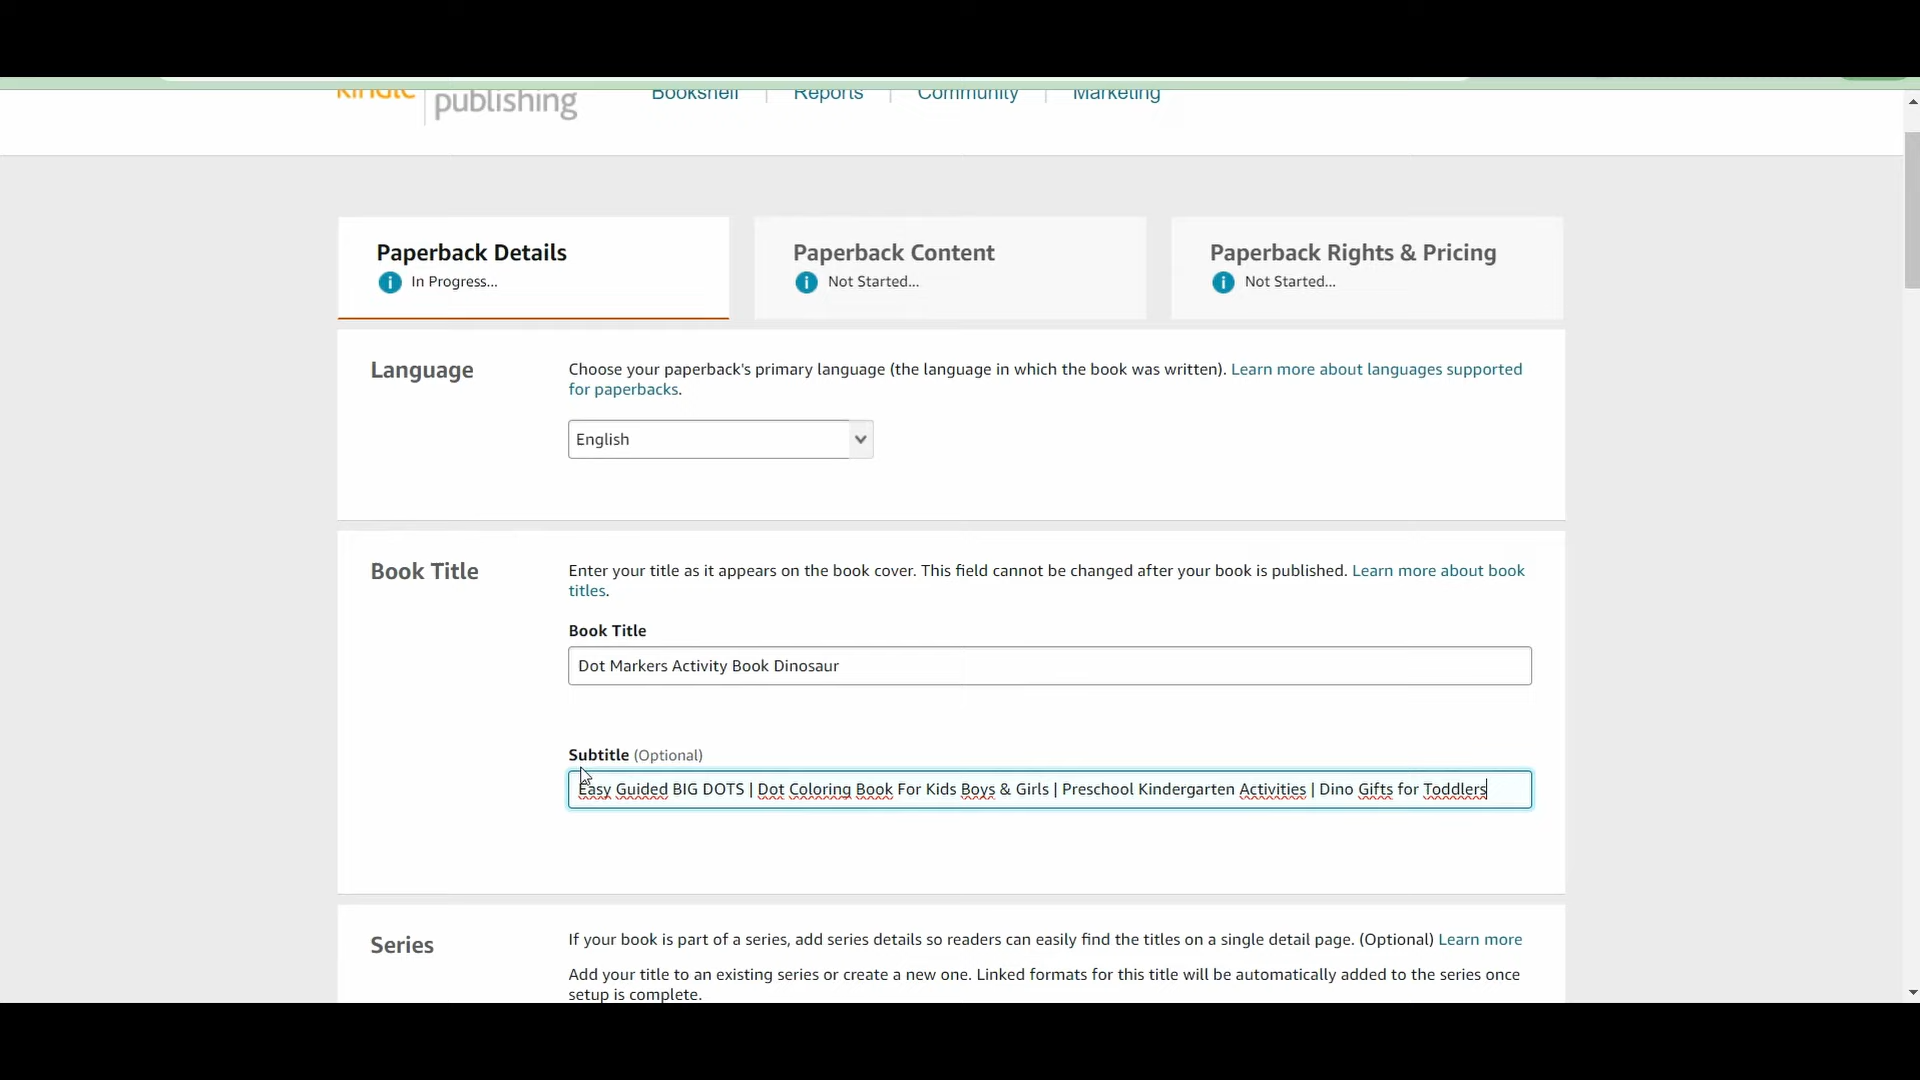 kindle publishing
Bookshelf | Reports | Community | Marketing
Paperback Details
In Progress...
Paperback Content
Not Started...
Paperback Rights & Pricing
Not Started...
Language
Choose your paperback's primary language (the language in which the book was written). Learn more about languages supported
for paperbacks.
English
Book Title
Enter your title as it appears on the book cover. This field cannot be changed after your book is published. Learn more about book
titles.
Book Title
Dot Markers Activity Book Dinosaur
Subtitle (Optional)
Easy Guided BIG DOTS | Dot Coloring Book For Kids Boys & Girls | Preschool Kindergarten Activities | Dino Gifts for Toddlers
Series
If your book is part of a series, add series details so readers can easily find the titles on a single detail page. (Optional) Learn more
Add your title to an existing series or create a new one. Linked formats for this title will be automatically added to the series once
setup is complete.